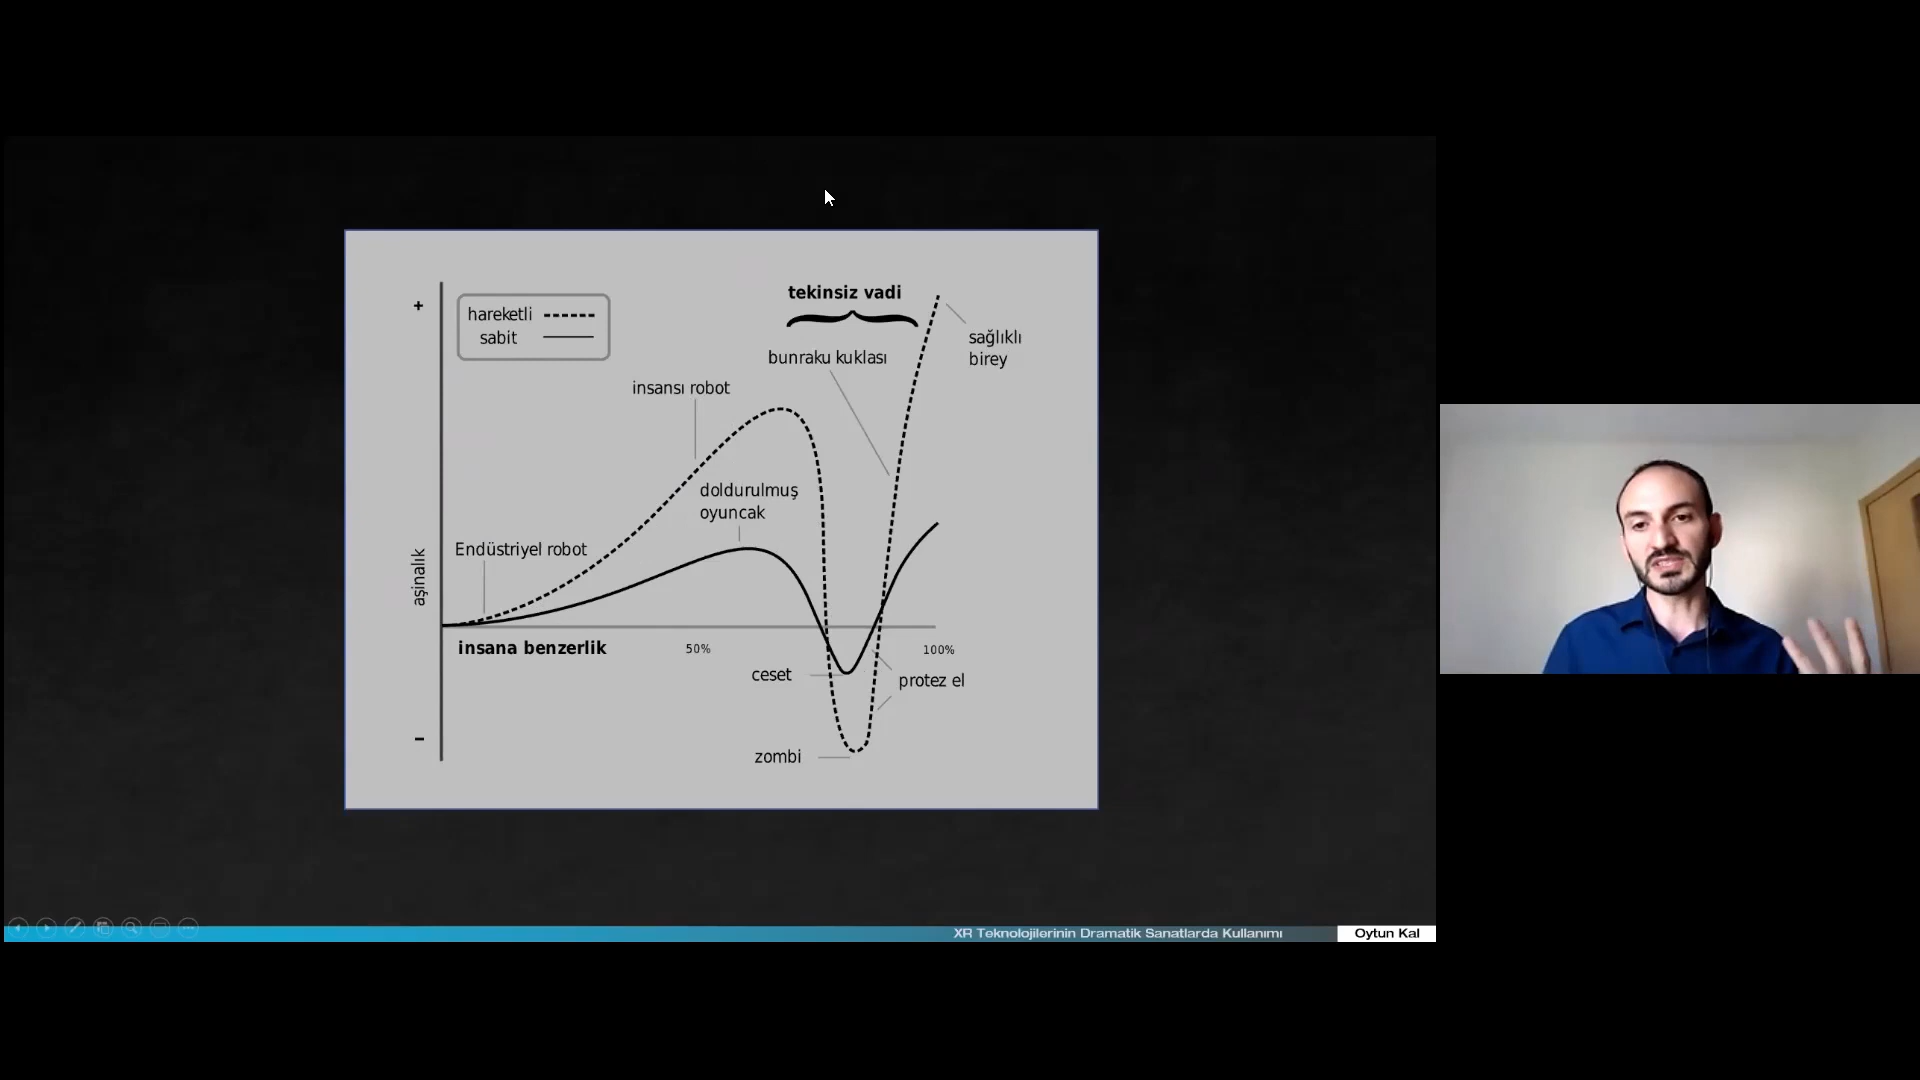 tekinsiz vadi
+
hareketli
sabit
sağlıklı
birey
bunraku kuklası
insansı robot
doldurulmuş
oyuncak
Endüstriyel robot
aşinalık
insana benzerlik
50%
100%
ceset
protez el
–
zombi
XR Teknolojilerinin Dramatik Sanatlarda Kullanımı
Oytun Kal